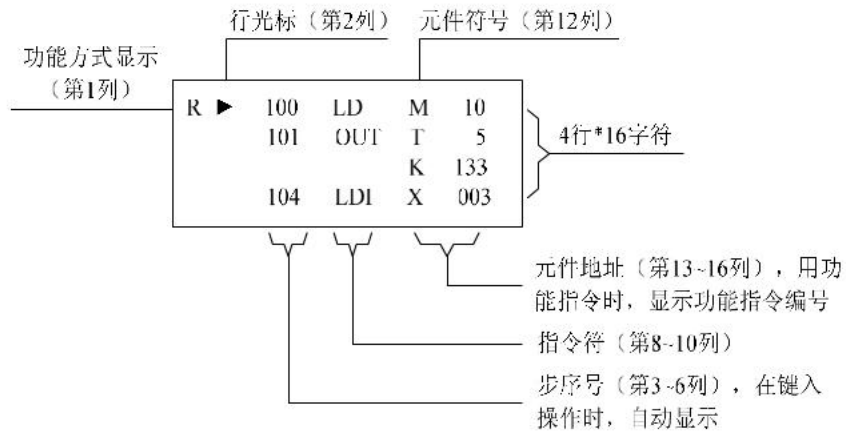 行光标（第2列）
元件符号（第12列）
功能方式显示
（第1列）
R ▶ 100 LD M 10
101 OUT T 5
K 133
104 LDI X 003
4行*16字符
元件地址（第13~16列），用功
能指令时，显示功能指令编号
指令符（第8~10列）
步序号（第3~6列），在键入
操作时，自动显示